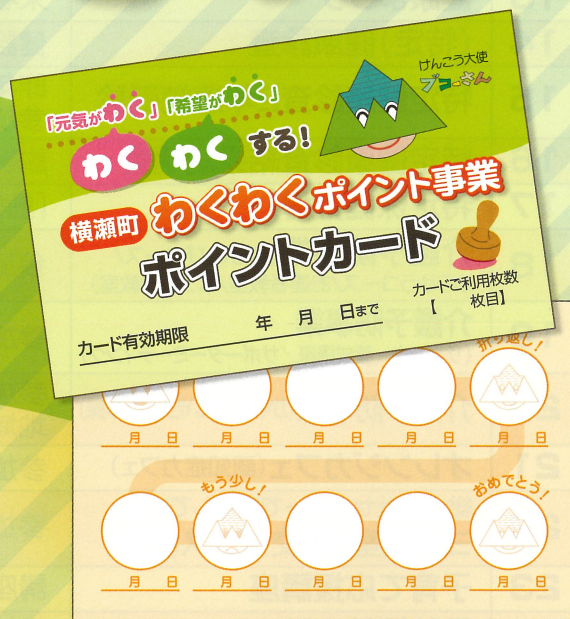 けんこう大使
ブコーさん
「元気がわく」「希望がわく」
わく わく する!
横瀬町 わくわくポイント事業
ポイントカード
カードご利用枚数
【 枚目】
カード有効期限 年 月 日まで
折り返し!
月 日 月 日 月 日 月 日 月 日
もう少し! おめでとう!
月 日 月 日 月 日 月 日 月 日